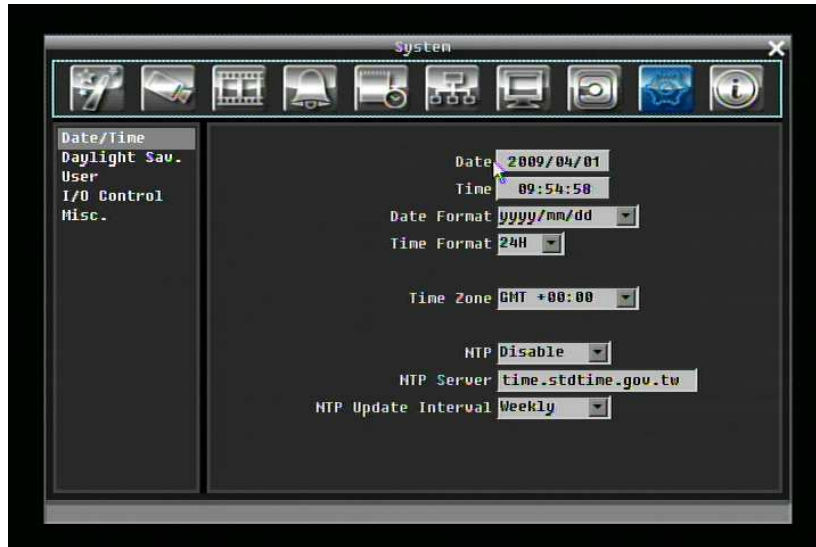 System
Date/Time
Daylight Sav.
User
I/O Control
Misc.
Date 2009/04/01
Time 09:54:58
Date Format yyyy/mm/dd
Time Format 24H
Time Zone GMT +00:00
NTP Disable
NTP Server time.stdtime.gov.tw
NTP Update Interval Weekly